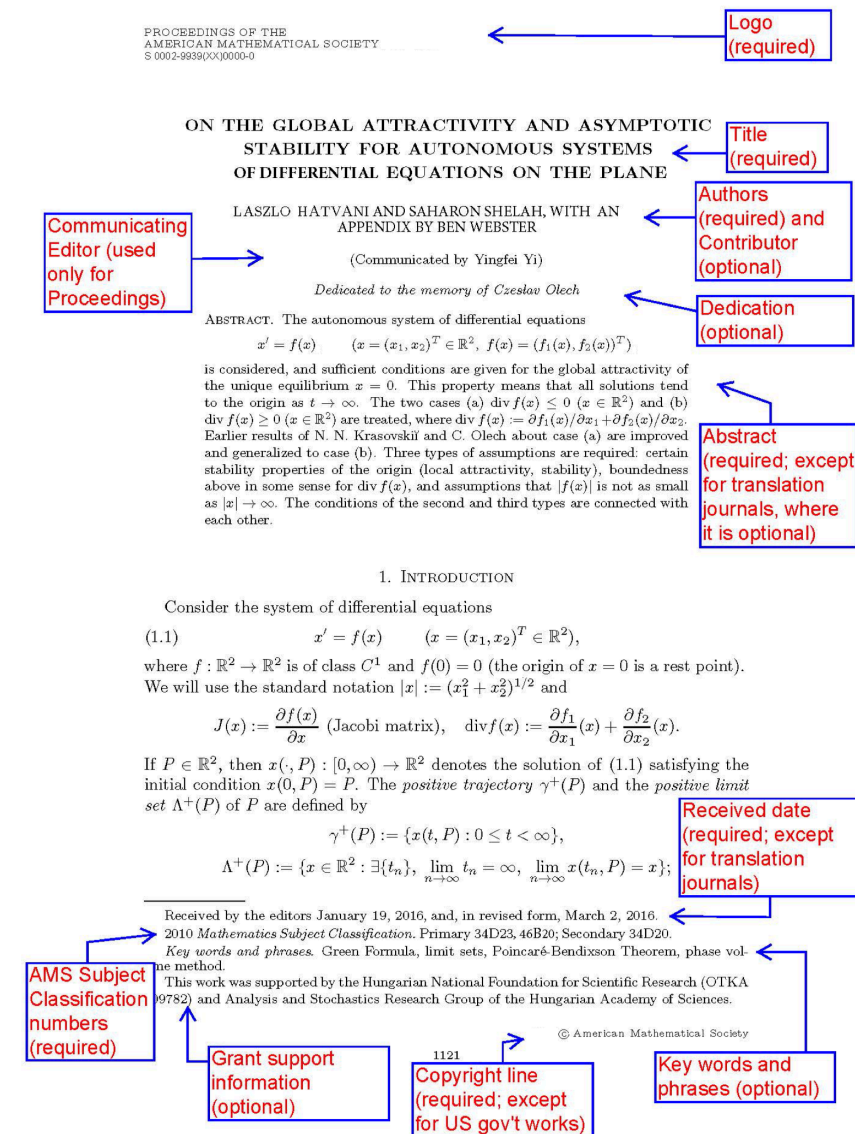 PROCEEDINGS OF THE
AMERICAN MATHEMATICAL SOCIETY
S 0002-9939(XX)0000-0
Logo
(required)
ON THE GLOBAL ATTRACTIVITY AND ASYMPTOTIC
STABILITY FOR AUTONOMOUS SYSTEMS
OF DIFFERENTIAL EQUATIONS ON THE PLANE
Title
(required)
LASZLO HATVANI AND SAHARON SHELAH, WITH AN
APPENDIX BY BEN WEBSTER
Authors
(required) and
Contributor
(optional)
Communicating
Editor (used
only for
Proceedings)
(Communicated by Yingfei Yi)
Dedicated to the memory of Czesław Olech
Dedication
(optional)
ABSTRACT. The autonomous system of differential equations
x′ = f(x) (x = (x₁, x₂)ᵀ ∈ ℝ², f(x) = (f₁(x), f₂(x))ᵀ)
is considered, and sufficient conditions are given for the global attractivity of
the unique equilibrium x = 0. This property means that all solutions tend
to the origin as t → ∞. The two cases (a) div f(x) ≤ 0 (x ∈ ℝ²) and (b)
div f(x) ≥ 0 (x ∈ ℝ²) are treated, where div f(x) := ∂f₁(x)/∂x₁+∂f₂(x)/∂x₂.
Earlier results of N. N. Krasovskiĭ and C. Olech about case (a) are improved
and generalized to case (b). Three types of assumptions are required: certain
stability properties of the origin (local attractivity, stability), boundedness
above in some sense for div f(x), and assumptions that |f(x)| is not as small
as |x| → ∞. The conditions of the second and third types are connected with
each other.
Abstract
(required; except
for translation
journals, where
it is optional)
1. INTRODUCTION
Consider the system of differential equations
(1.1) x′ = f(x) (x = (x₁, x₂)ᵀ ∈ ℝ²),
where f : ℝ² → ℝ² is of class C¹ and f(0) = 0 (the origin of x = 0 is a rest point).
We will use the standard notation |x| := (x₁² + x₂²)^{1/2} and
J(x) := ∂f(x)/∂x (Jacobi matrix), divf(x) := ∂f₁/∂x₁(x) + ∂f₂/∂x₂(x).
If P ∈ ℝ², then x(·, P) : [0, ∞) → ℝ² denotes the solution of (1.1) satisfying the
initial condition x(0, P) = P. The positive trajectory γ⁺(P) and the positive limit
set Λ⁺(P) of P are defined by
γ⁺(P) := {x(t, P) : 0 ≤ t < ∞},
Λ⁺(P) := {x ∈ ℝ² : ∃{tₙ}, lim_{n→∞} tₙ = ∞, lim_{n→∞} x(tₙ, P) = x};
Received date
(required; except
for translation
journals)
Received by the editors January 19, 2016, and, in revised form, March 2, 2016.
2010 Mathematics Subject Classification. Primary 34D23, 46B20; Secondary 34D20.
Key words and phrases. Green Formula, limit sets, Poincaré-Bendixson Theorem, phase vol-
me method.
This work was supported by the Hungarian National Foundation for Scientific Research (OTKA
09782) and Analysis and Stochastics Research Group of the Hungarian Academy of Sciences.
AMS Subject
Classification
numbers
(required)
Grant support
information
(optional)
© American Mathematical Society
1121
Copyright line
(required; except
for US gov't works)
Key words and
phrases (optional)